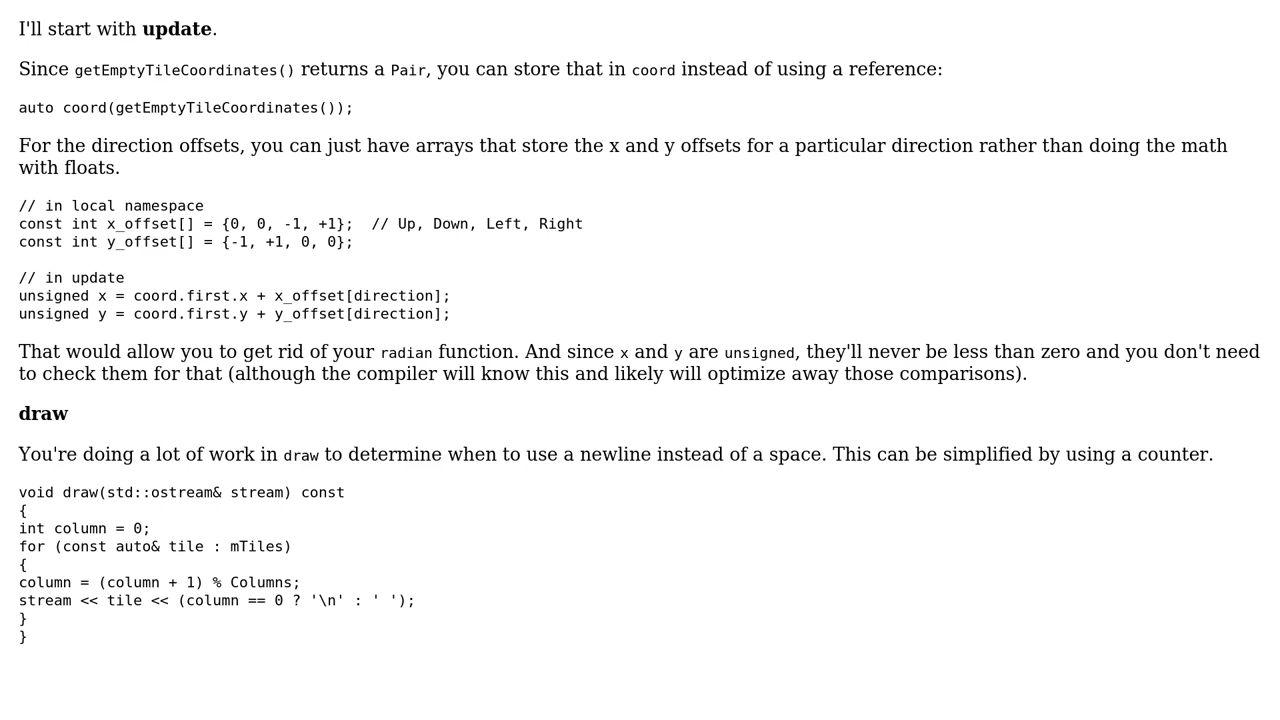 I'll start with update.
Since getEmptyTileCoordinates() returns a Pair, you can store that in coord instead of using a reference:
auto coord(getEmptyTileCoordinates());
For the direction offsets, you can just have arrays that store the x and y offsets for a particular direction rather than doing the math
with floats.
// in local namespace
const int x_offset[] = {0, 0, -1, +1};  // Up, Down, Left, Right
const int y_offset[] = {-1, +1, 0, 0};
// in update
unsigned x = coord.first.x + x_offset[direction];
unsigned y = coord.first.y + y_offset[direction];
That would allow you to get rid of your radian function. And since x and y are unsigned, they'll never be less than zero and you don't need
to check them for that (although the compiler will know this and likely will optimize away those comparisons).
draw
You're doing a lot of work in draw to determine when to use a newline instead of a space. This can be simplified by using a counter.
void draw(std::ostream& stream) const
{
int column = 0;
for (const auto& tile : mTiles)
{
column = (column + 1) % Columns;
stream << tile << (column == 0 ? '\n' : ' ');
}
}